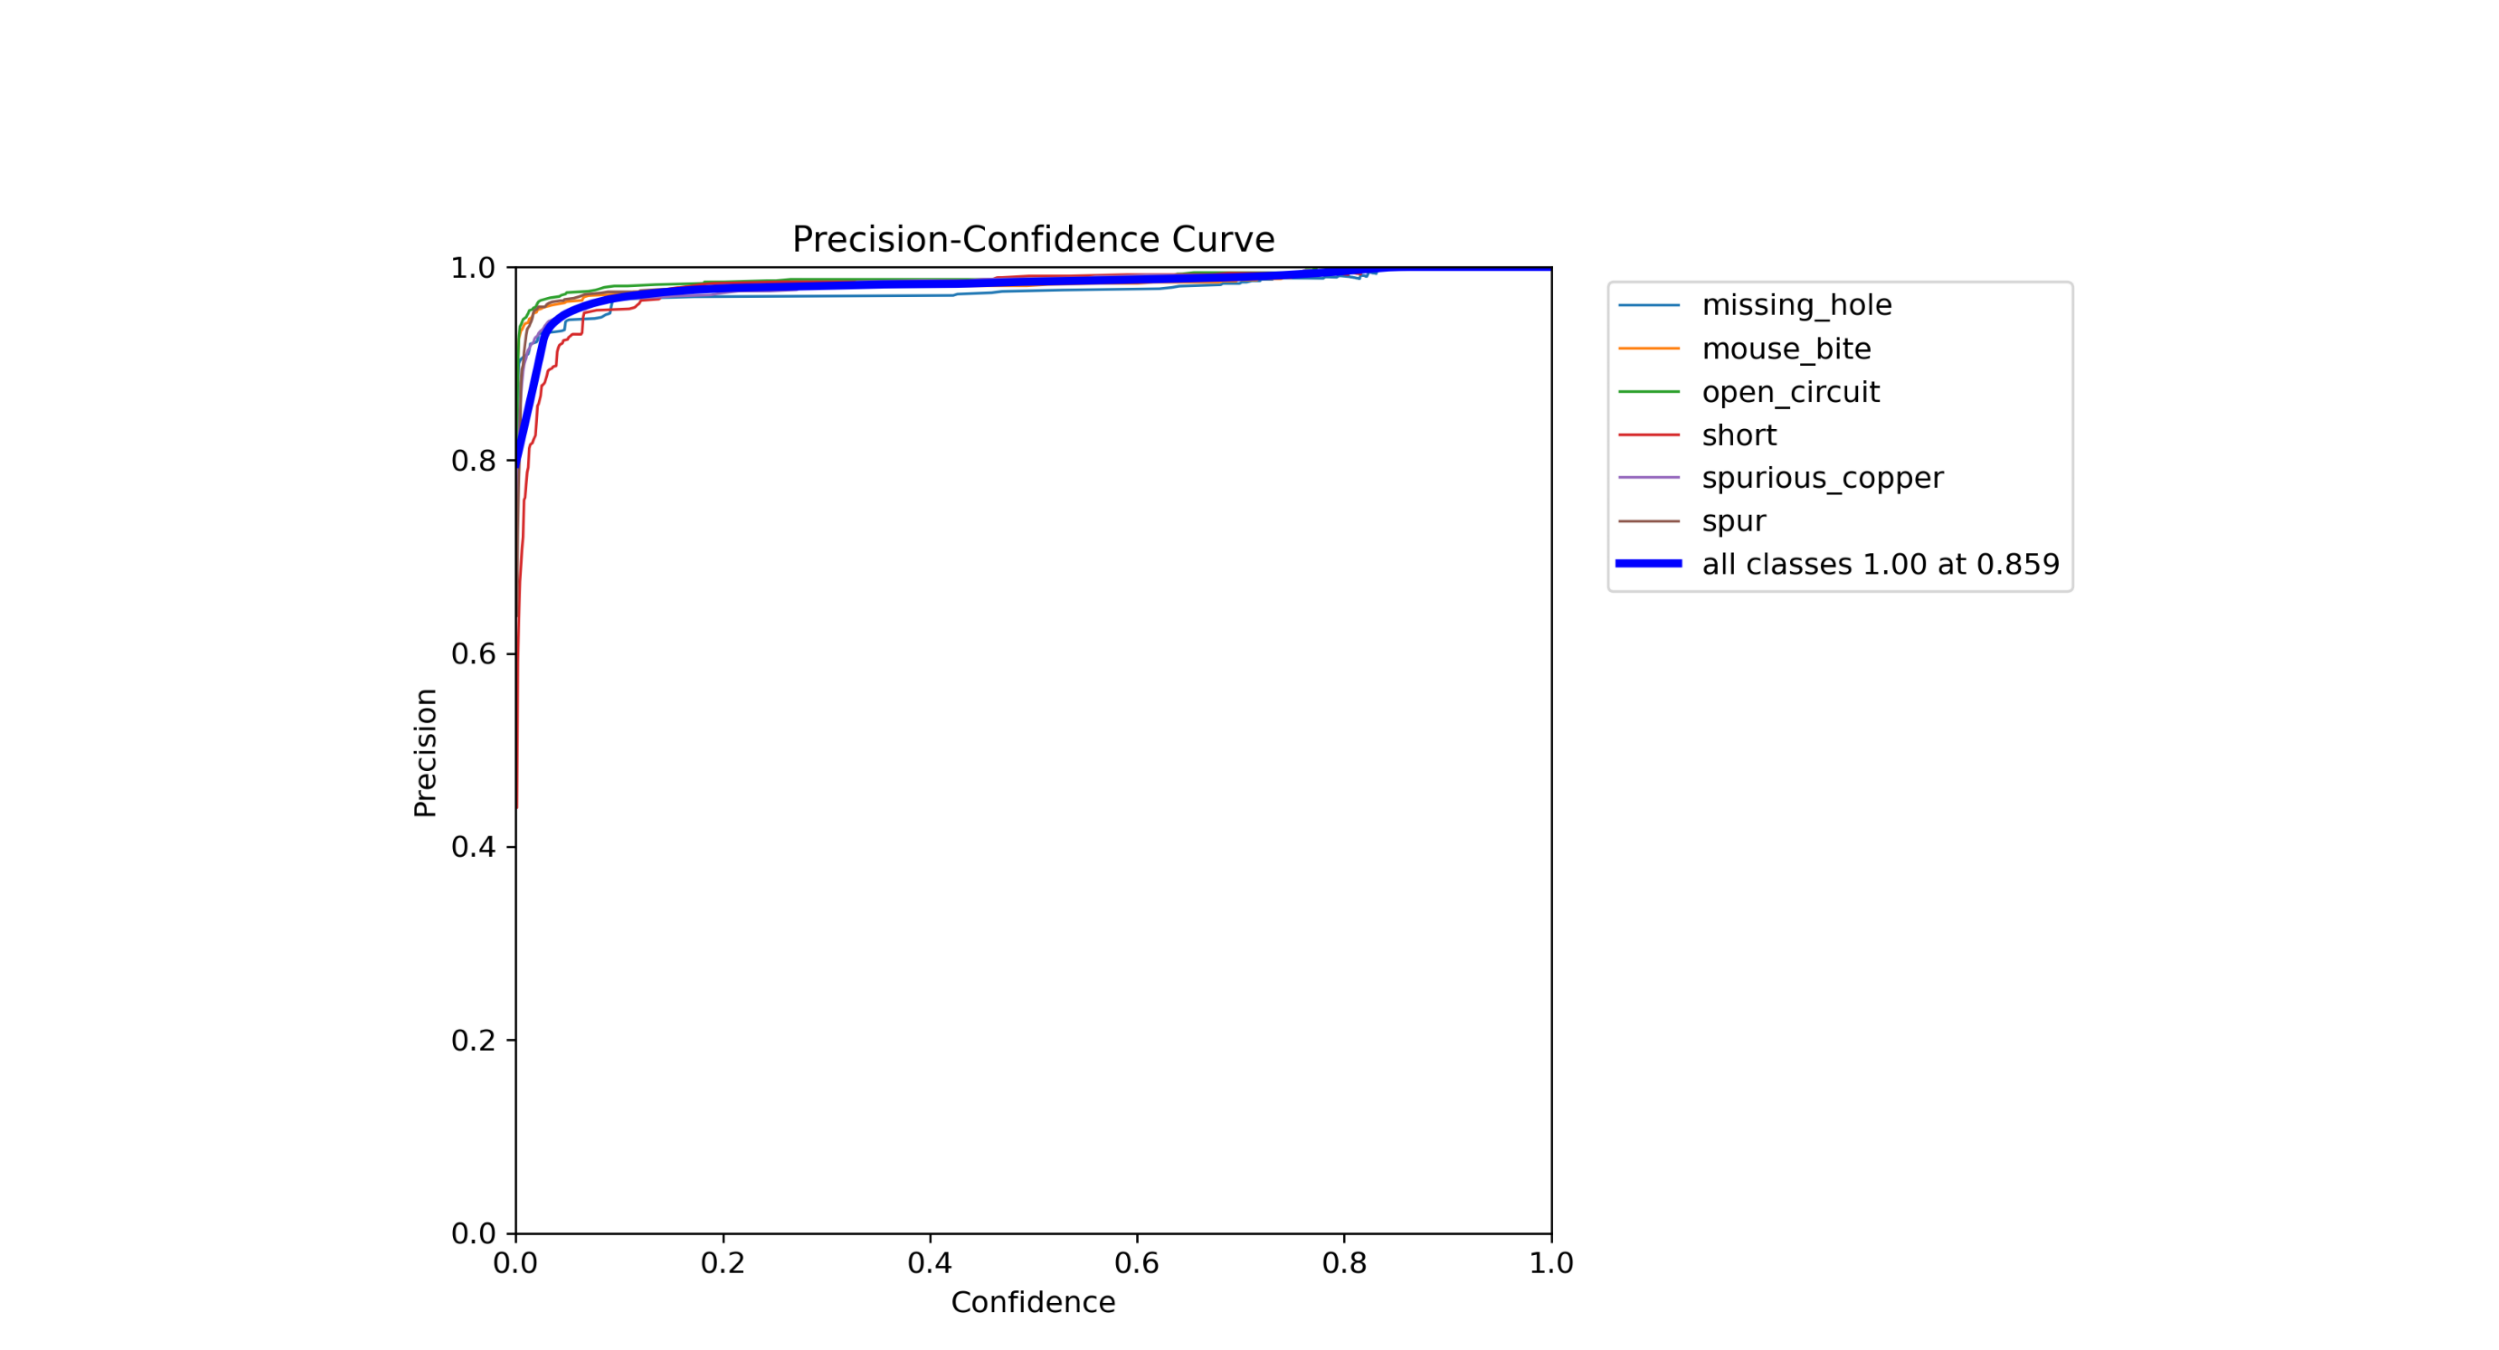 Precision-Confidence Curve
1.0
0.8
0.6
0.4
0.2
0.0
Precision
0.0 0.2 0.4 0.6 0.8 1.0
Confidence
missing_hole
mouse_bite
open_circuit
short
spurious_copper
spur
all classes 1.00 at 0.859